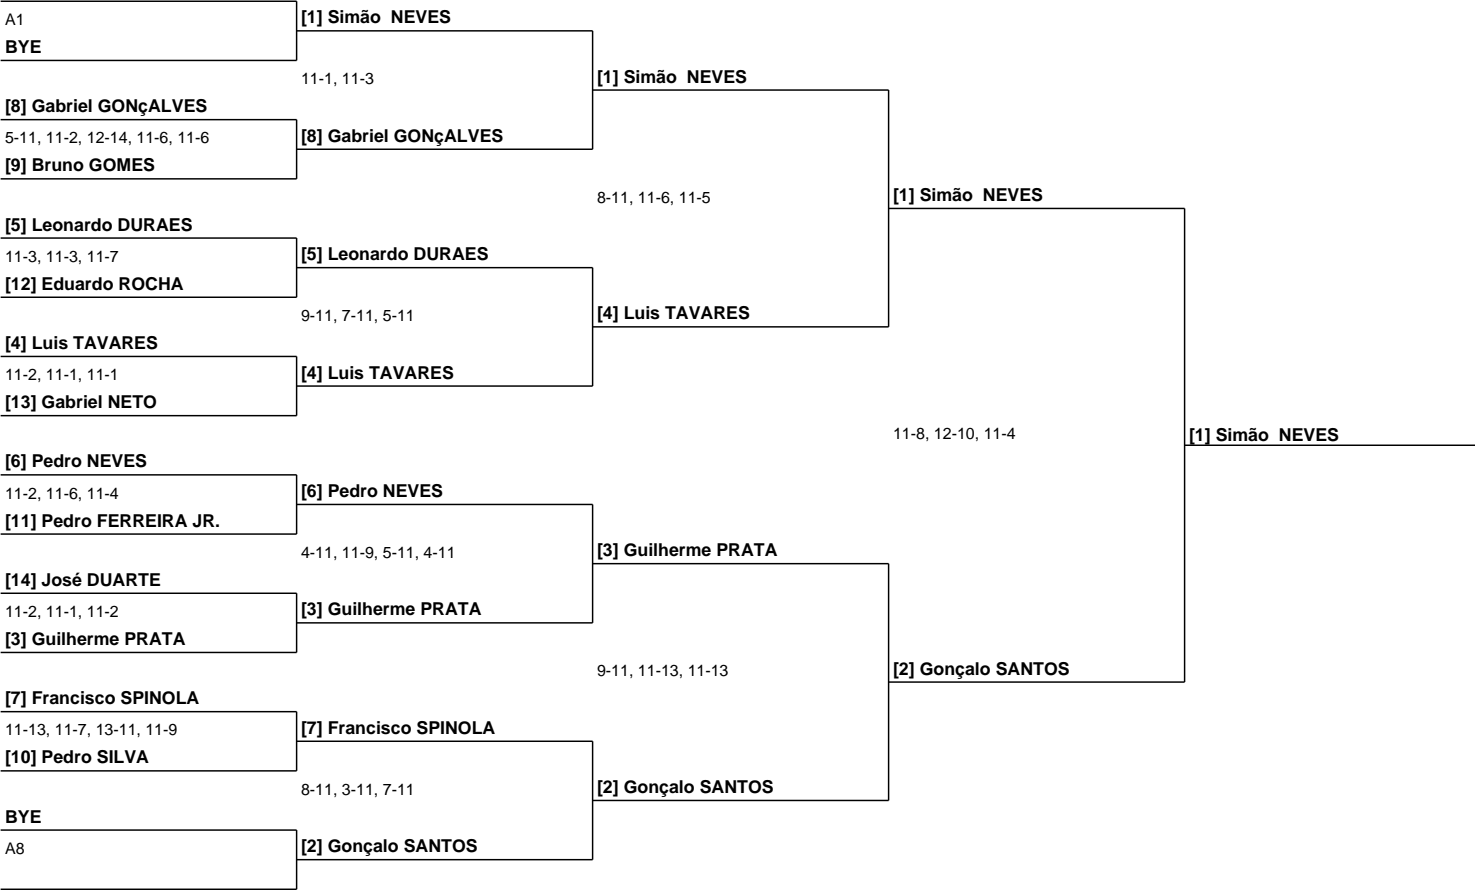 A1
BYE
[8] Gabriel GONçALVES
5-11, 11-2, 12-14, 11-6, 11-6
[9] Bruno GOMES
[5] Leonardo DURAES
11-3, 11-3, 11-7
[12] Eduardo ROCHA
[4] Luis TAVARES
11-2, 11-1, 11-1
[13] Gabriel NETO
[6] Pedro NEVES
11-2, 11-6, 11-4
[11] Pedro FERREIRA JR.
[14] José DUARTE
11-2, 11-1, 11-2
[3] Guilherme PRATA
[7] Francisco SPINOLA
11-13, 11-7, 13-11, 11-9
[10] Pedro SILVA
BYE
A8
[1] Simão  NEVES
11-1, 11-3
[8] Gabriel GONçALVES
[5] Leonardo DURAES
9-11, 7-11, 5-11
[4] Luis TAVARES
[6] Pedro NEVES
4-11, 11-9, 5-11, 4-11
[3] Guilherme PRATA
[7] Francisco SPINOLA
8-11, 3-11, 7-11
[2] Gonçalo SANTOS
[1] Simão  NEVES
8-11, 11-6, 11-5
[4] Luis TAVARES
[3] Guilherme PRATA
9-11, 11-13, 11-13
[2] Gonçalo SANTOS
[1] Simão  NEVES
11-8, 12-10, 11-4
[2] Gonçalo SANTOS
[1] Simão  NEVES